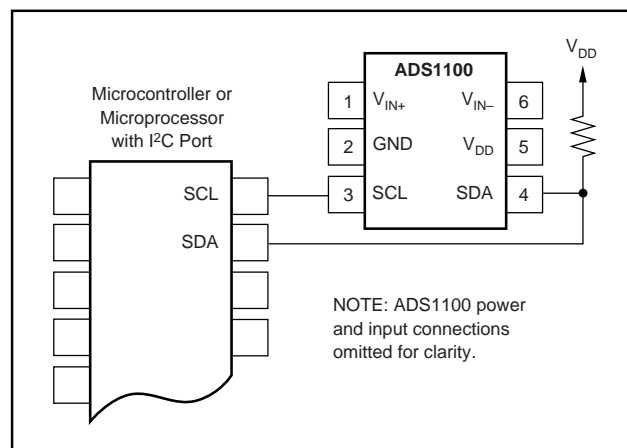 V_DD
ADS1100
Microcontroller or
Microprocessor
with I²C Port
1 V_IN+ V_IN– 6
2 GND V_DD 5
3 SCL SDA 4
SCL
SDA
NOTE: ADS1100 power
and input connections
omitted for clarity.